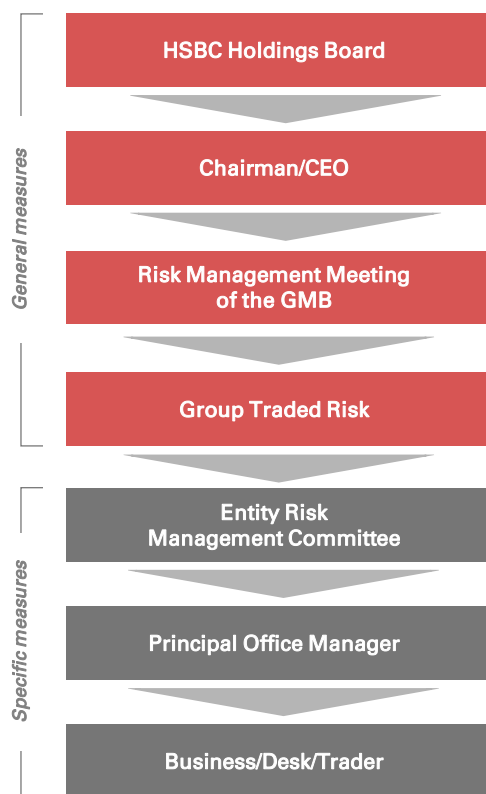 General measures
HSBC Holdings Board
Chairman/CEO
Risk Management Meeting
of the GMB
Group Traded Risk
Specific measures
Entity Risk
Management Committee
Principal Office Manager
Business/Desk/Trader